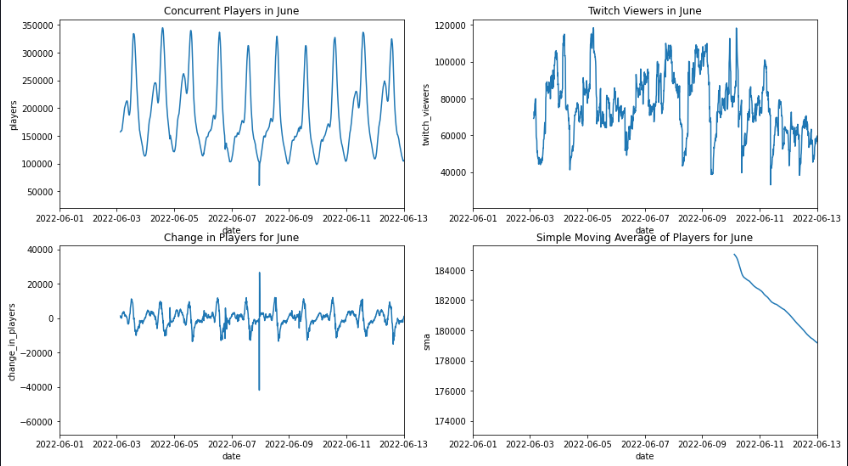 Concurrent Players in June
350000
300000
250000
200000
150000
100000
50000
players
2022-06-01 2022-06-03 2022-06-05 2022-06-07 2022-06-09 2022-06-11 2022-06-13
date
Twitch Viewers in June
120000
100000
80000
60000
40000
twitch_viewers
2022-06-01 2022-06-03 2022-06-05 2022-06-07 2022-06-09 2022-06-10 2022-06-13
date
Change in Players for June
40000
20000
0
−20000
−40000
−60000
change_in_players
2022-06-01 2022-06-03 2022-06-05 2022-06-07 2022-06-09 2022-06-11 2022-06-13
date
Simple Moving Average of Players for June
184000
182000
180000
178000
176000
174000
sma
2022-06-01 2022-06-03 2022-06-05 2022-06-07 2022-06-09 2022-06-11 2022-06-13
date